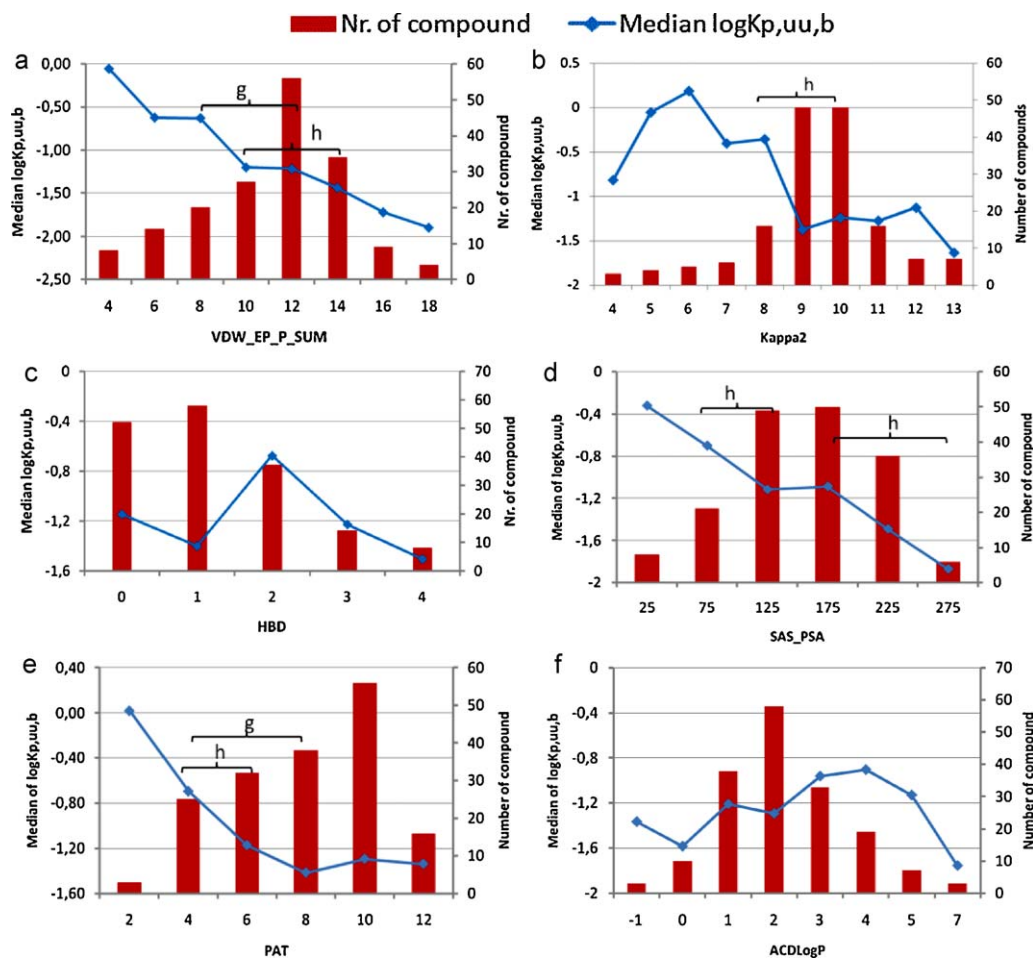 Nr. of compound Median logKp,uu,b
a
Median logKp,uu,b
0,00
-0,50
-1,00
-1,50
-2,00
-2,50
g
h
60
50
40
30
20
10
0
Nr. of compound
4 6 8 10 12 14 16 18
VDW_EP_P_SUM
b
Median logKp,uu,b
0,5
0
-0,5
-1
-1,5
-2
h
60
50
40
30
20
10
0
Number of compounds
4 5 6 7 8 9 10 11 12 13
Kappa2
c
Median logKp,uu,b
0
-0,4
-0,8
-1,2
-1,6
70
60
50
40
30
20
10
0
Nr. of compound
0 1 2 3 4
HBD
d
Median of logKp,uu,b
0
-0,4
-0,8
-1,2
-1,6
-2
h
h
60
50
40
30
20
10
0
Number of compound
25 75 125 175 225 275
SAS_PSA
e
Median of logKp,uu,b
0,40
0,00
-0,40
-0,80
-1,20
-1,60
g
h
60
50
40
30
20
10
0
Number of compound
2 4 6 8 10 12
PAT
f
Median of logKp,uu,b
0
-0,4
-0,8
-1,2
-1,6
-2
70
60
50
40
30
20
10
0
Number of compound
-1 0 1 2 3 4 5 7
ACDLogP